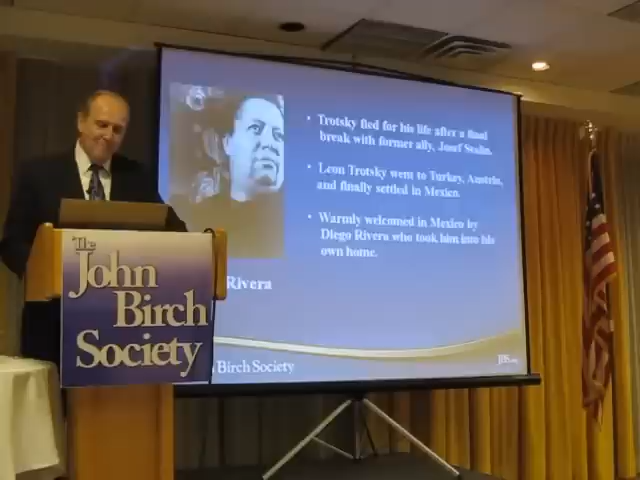 • Trotsky fled for his life after a final
break with former ally, Josef Stalin.
• Leon Trotsky went to Turkey, Austria,
and finally settled in Mexico.
• Warmly welcomed in Mexico by
Diego Rivera who took him into his
own home.
Rivera
The
John
Birch
Society
Birch Society
JBS.org